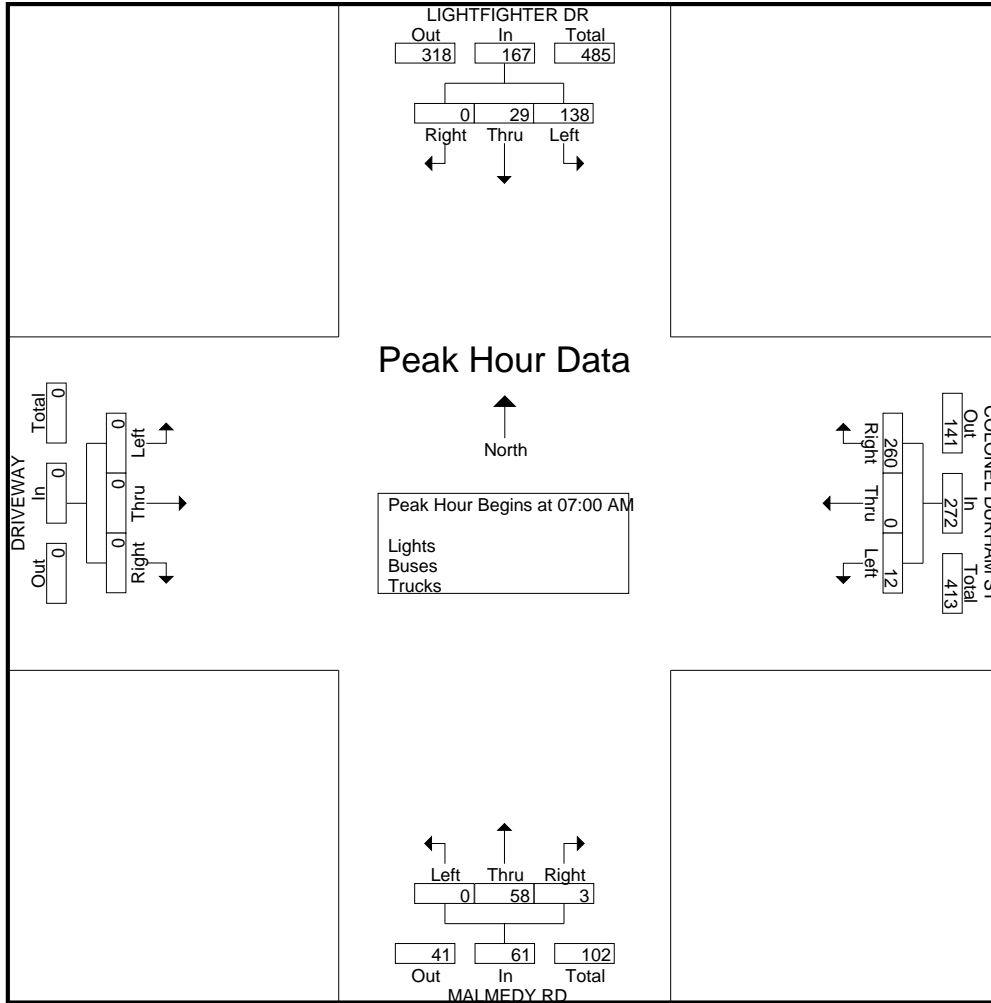 LIGHTFIGHTER DR
Out In Total
318 167 485
0 29 138
Right Thru Left
Peak Hour Data
North
Peak Hour Begins at 07:00 AM
Lights
Buses
Trucks
DRIVEWAY
Total In Out
0 0 0
0 0 0
Left Thru Right
COLONEL DURHAM ST
Out In Total
141 272 413
260 0 12
Right Thru Left
Left Thru Right
0 58 3
41 61 102
Out In Total
MALMEDY RD